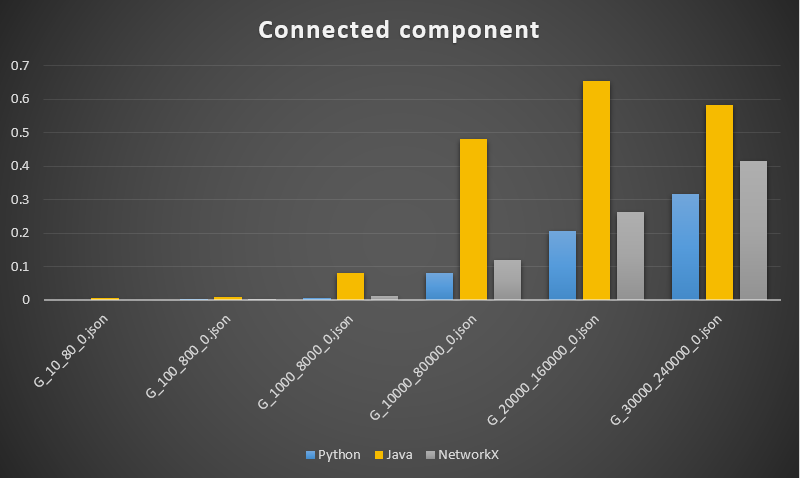 Connected component
0.7
0.6
0.5
0.4
0.3
0.2
0.1
0
G_10_80_0.json
G_100_800_0.json
G_1000_8000_0.json
G_10000_80000_0.json
G_20000_160000_0.json
G_30000_240000_0.json
Python Java NetworkX